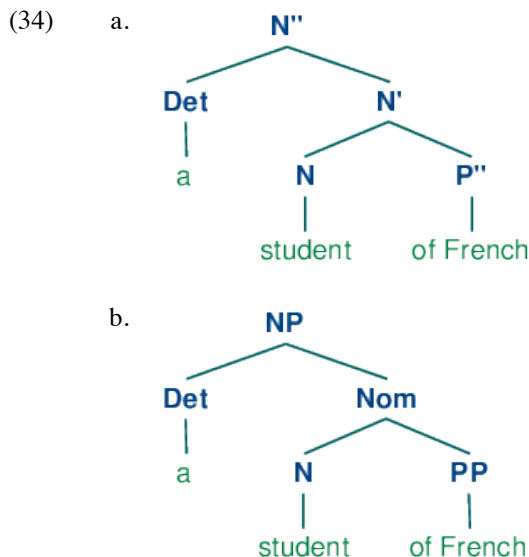 (34) a. N"
Det N'
a N P"
student of French
b. NP
Det Nom
a N PP
student of French